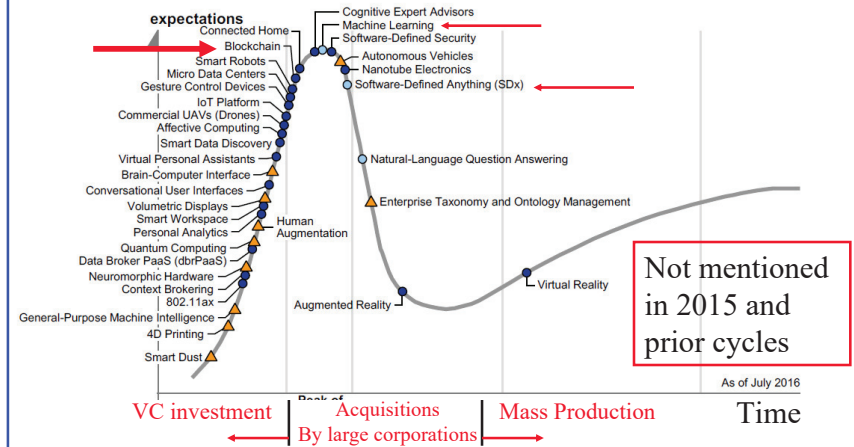 expectations
Cognitive Expert Advisors
Connected Home
Machine Learning
Blockchain
Software-Defined Security
Smart Robots
Autonomous Vehicles
Micro Data Centers
Nanotube Electronics
Gesture Control Devices
Software-Defined Anything (SDx)
IoT Platform
Commercial UAVs (Drones)
Affective Computing
Smart Data Discovery
Virtual Personal Assistants
Natural-Language Question Answering
Brain-Computer Interface
Conversational User Interfaces
Volumetric Displays
Enterprise Taxonomy and Ontology Management
Smart Workspace
Personal Analytics
Human
Augmentation
Quantum Computing
Data Broker PaaS (dbrPaaS)
Neuromorphic Hardware
Context Brokering
802.11ax
General-Purpose Machine Intelligence
4D Printing
Smart Dust
Augmented Reality
Virtual Reality
Not mentioned
in 2015 and
prior cycles
As of July 2016
Peak of
VC investment
Acquisitions
By large corporations
Mass Production
Time